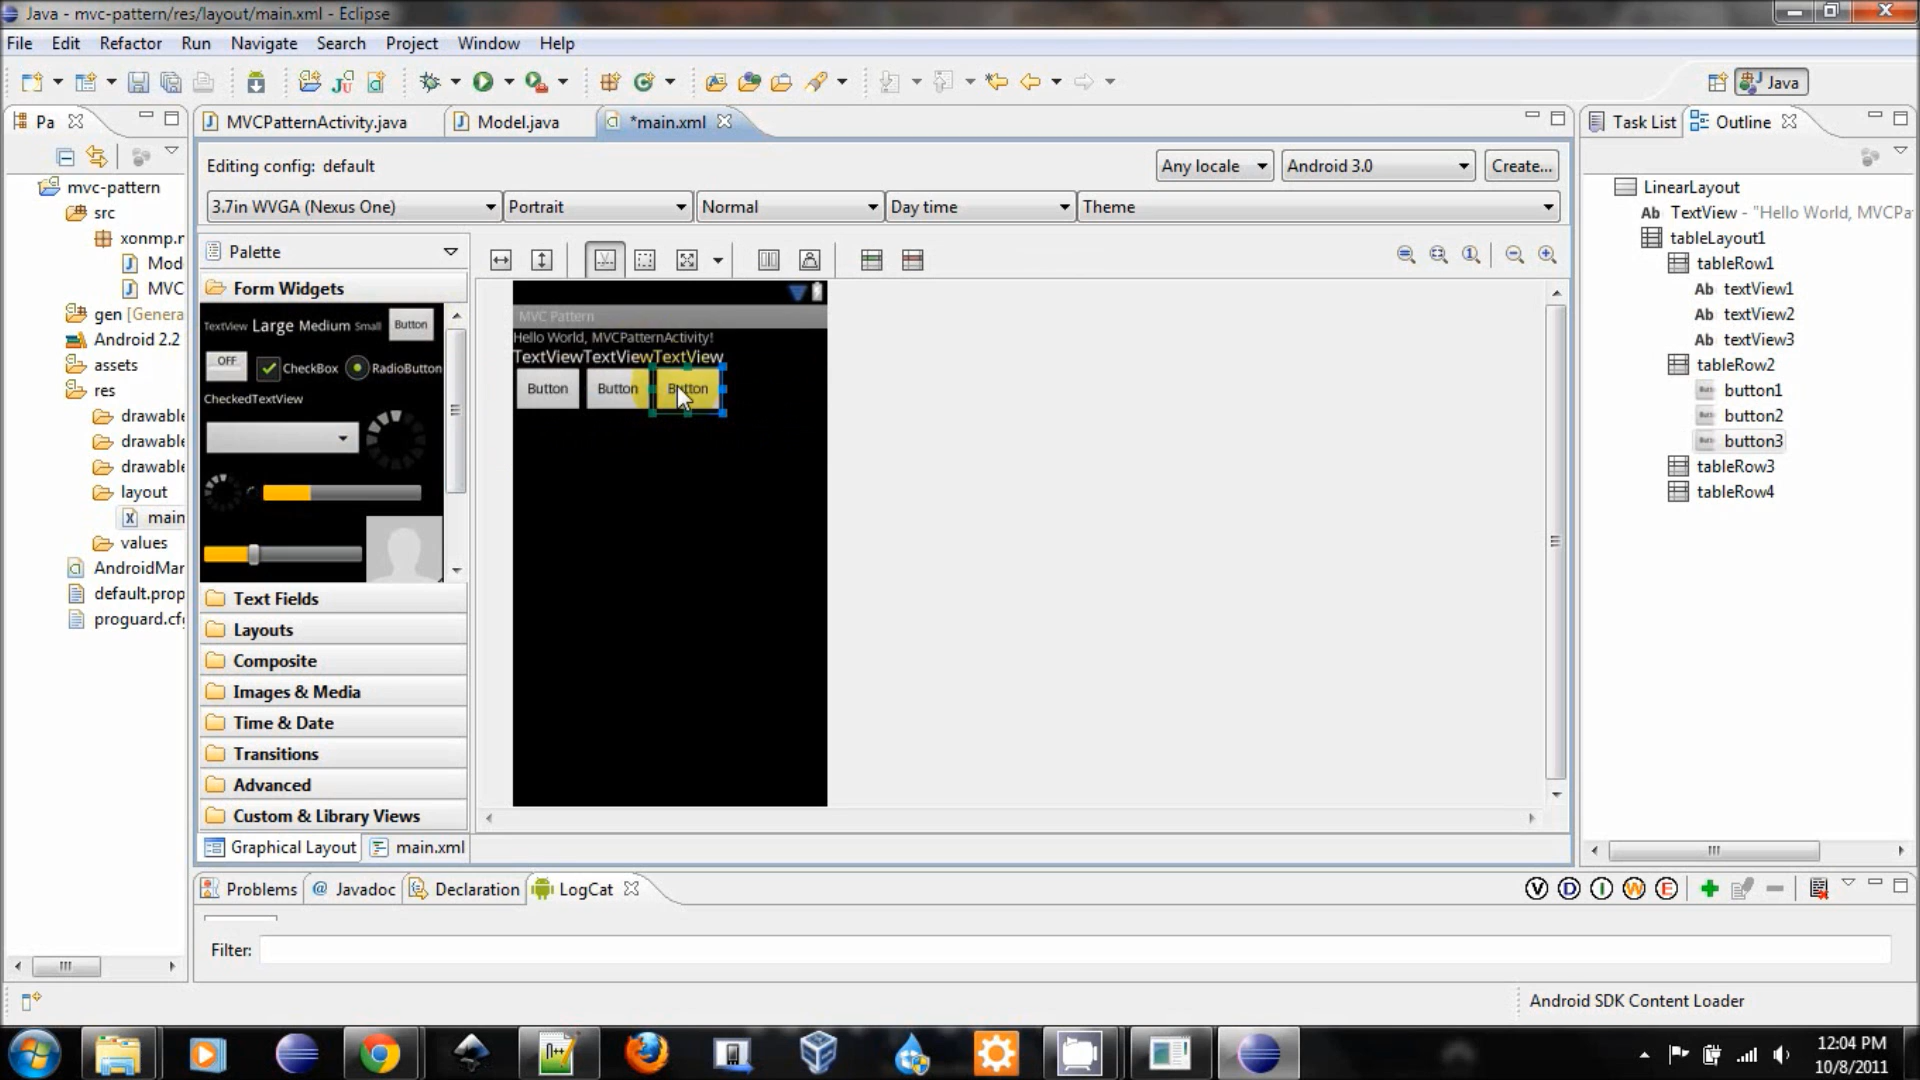 Java - mvc-pattern/res/layout/main.xml - Eclipse
File Edit Refactor Run Navigate Search Project Window Help
Java
Pa
MVCPatternActivity.java
Model.java
*main.xml
Task List
Outline
Editing config: default
Any locale
Android 3.0
Create...
3.7in WVGA (Nexus One)
Portrait
Normal
Day time
Theme
mvc-pattern
src
xonmp.r
Mod
MVC
gen [Genera
Android 2.2
assets
res
drawable
drawable
drawable
layout
main
values
AndroidMar
default.prop
proguard.cf
Palette
Form Widgets
TextView Large Medium Small Button
OFF CheckBox RadioButton
CheckedTextView
Text Fields
Layouts
Composite
Images & Media
Time & Date
Transitions
Advanced
Custom & Library Views
Graphical Layout
main.xml
MVC Pattern
Hello World, MVCPatternActivity!
TextViewTextViewTextView
Button Button Button
LinearLayout
Ab TextView - "Hello World, MVCPa
tableLayout1
tableRow1
Ab textView1
Ab textView2
Ab textView3
tableRow2
button1
button2
button3
tableRow3
tableRow4
Problems
@ Javadoc
Declaration
LogCat
V D I W E
Filter:
Android SDK Content Loader
12:04 PM
10/8/2011